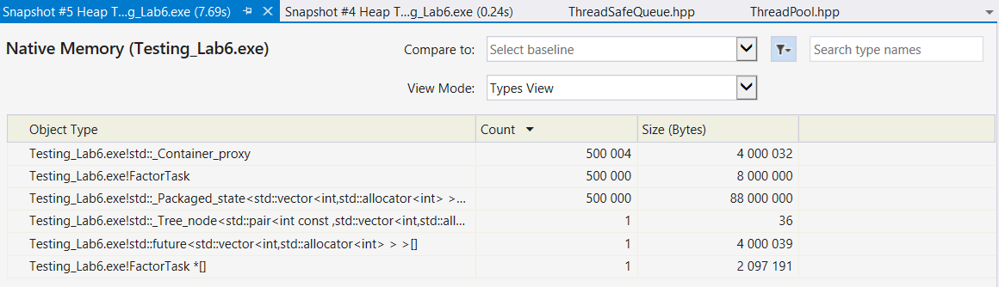 Snapshot #5 Heap T...g_Lab6.exe (7.69s) Snapshot #4 Heap T...g_Lab6.exe (0.24s) ThreadSafeQueue.hpp ThreadPool.hpp
Native Memory (Testing_Lab6.exe) Compare to: Select baseline Search type names
View Mode: Types View
Object Type Count Size (Bytes)
Testing_Lab6.exe!std::_Container_proxy 500 004 4 000 032
Testing_Lab6.exe!FactorTask 500 000 8 000 000
Testing_Lab6.exe!std::_Packaged_state<std::vector<int,std::allocator<int> >... 500 000 88 000 000
Testing_Lab6.exe!std::_Tree_node<std::pair<int const ,std::vector<int,std::all... 1 36
Testing_Lab6.exe!std::future<std::vector<int,std::allocator<int> > >[] 1 4 000 039
Testing_Lab6.exe!FactorTask *[] 1 2 097 191